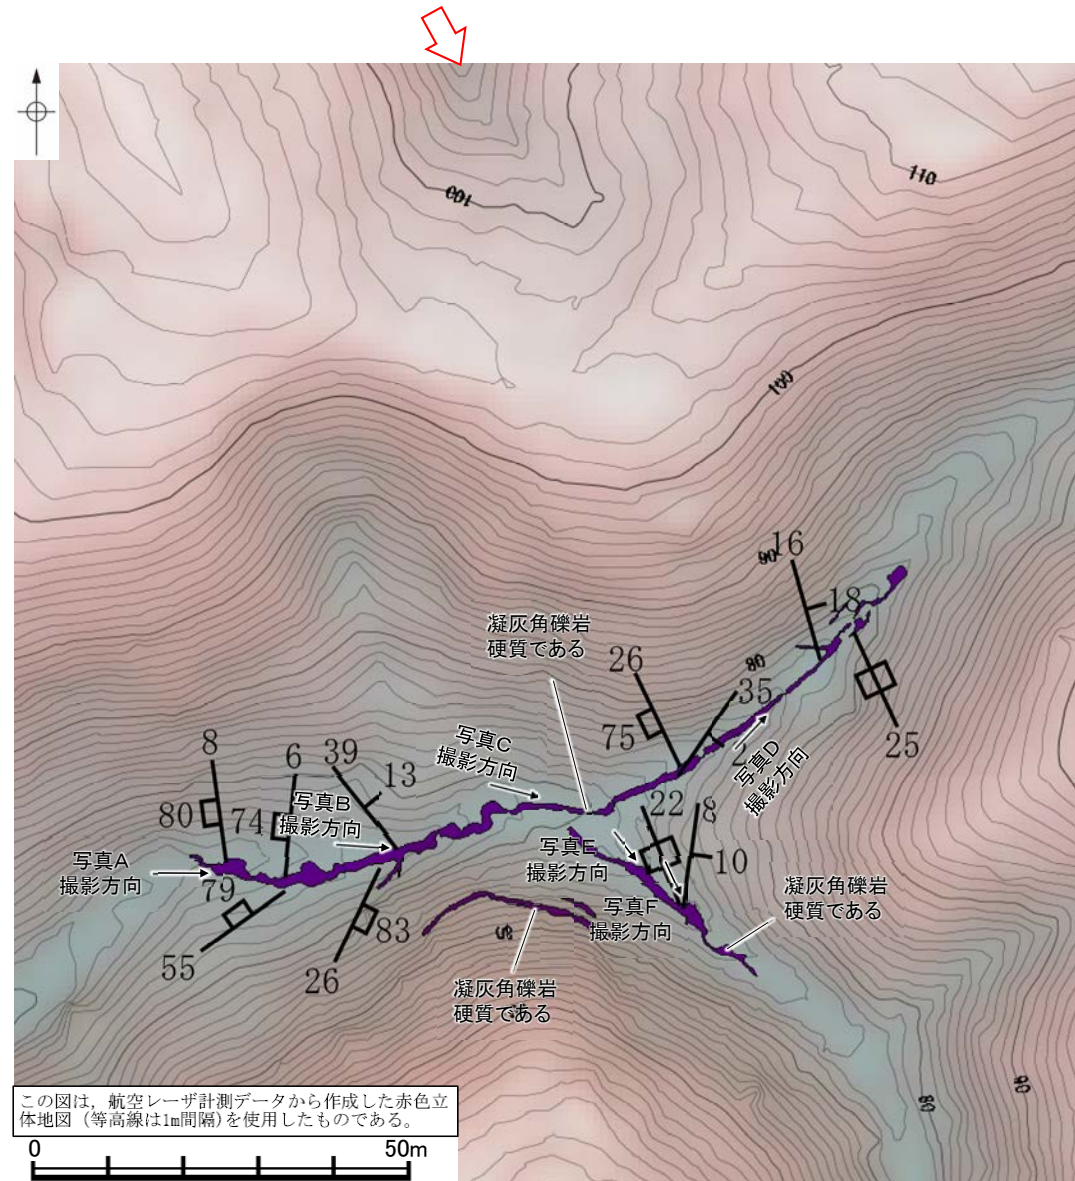 110
100
100
90
16
18
凝灰角礫岩
硬質である
26
80
35
75
25
写真C
撮影方向
2
写真D
撮影方向
8
6
39
13
写真B
撮影方向
80
74
22
8
写真A
撮影方向
79
写真E
撮影方向
10
凝灰角礫岩
硬質である
写真F
撮影方向
83
55
26
85
凝灰角礫岩
硬質である
90
80
この図は，航空レーザ計測データから作成した赤色立
体地図（等高線は1m間隔)を使用したものである。
0
50m